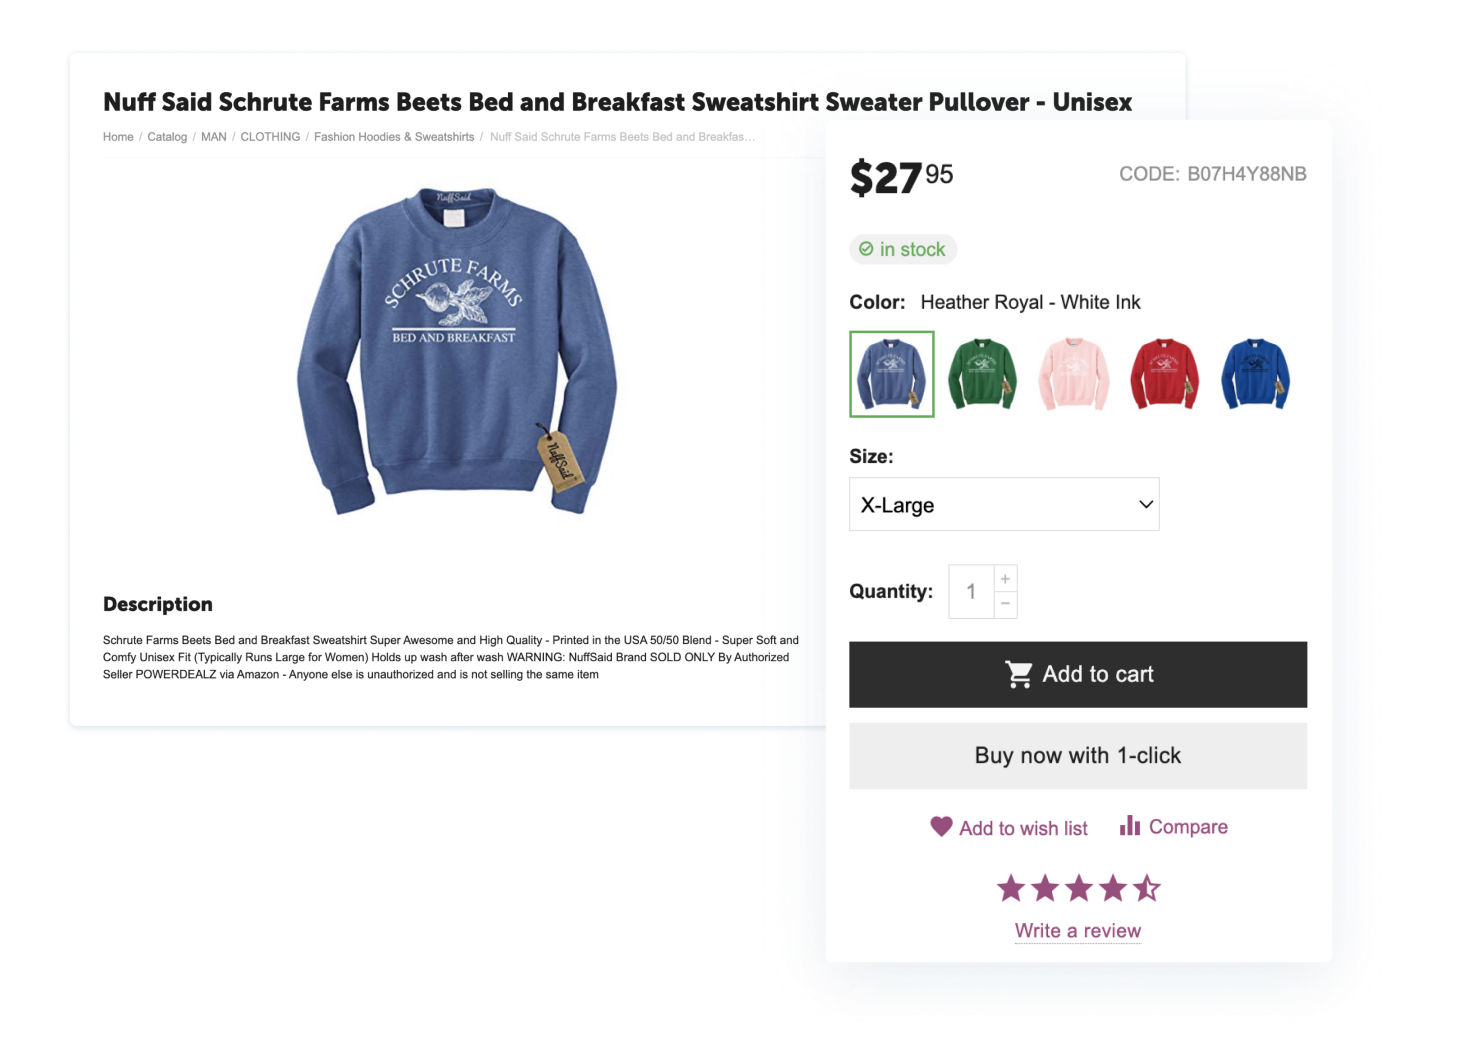 Nuff Said Schrute Farms Beets Bed and Breakfast Sweatshirt Sweater Pullover - Unisex
Home / Catalog / MAN / CLOTHING / Fashion Hoodies & Sweatshirts / Nuff Said Schrute Farms Beets Bed and Breakfas...
NuffSaid
SCHRUTE FARMS
BED AND BREAKFAST
NuffSaid
Description
Schrute Farms Beets Bed and Breakfast Sweatshirt Super Awesome and High Quality - Printed in the USA 50/50 Blend - Super Soft and
Comfy Unisex Fit (Typically Runs Large for Women) Holds up wash after wash WARNING: NuffSaid Brand SOLD ONLY By Authorized
Seller POWERDEALZ via Amazon - Anyone else is unauthorized and is not selling the same item
$27 95
CODE: B07H4Y88NB
in stock
Color: Heather Royal - White Ink
Size:
X-Large
Quantity: 1 + −
Add to cart
Buy now with 1-click
Add to wish list
Compare
Write a review